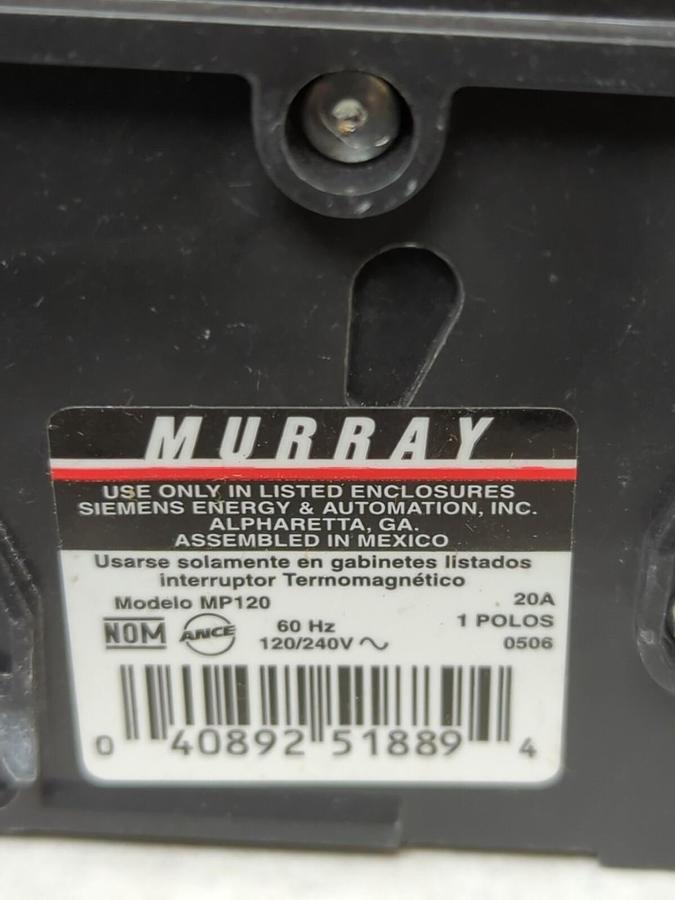 MURRAY
USE ONLY IN LISTED ENCLOSURES
SIEMENS ENERGY & AUTOMATION, INC.
ALPHARETTA, GA.
ASSEMBLED IN MEXICO
Usarse solamente en gabinetes listados
interruptor Termomagnético
Modelo MP120 20A
NOM ANCE 60 Hz 1 POLOS
120/240V ~ 0506
0 40892 51889 4